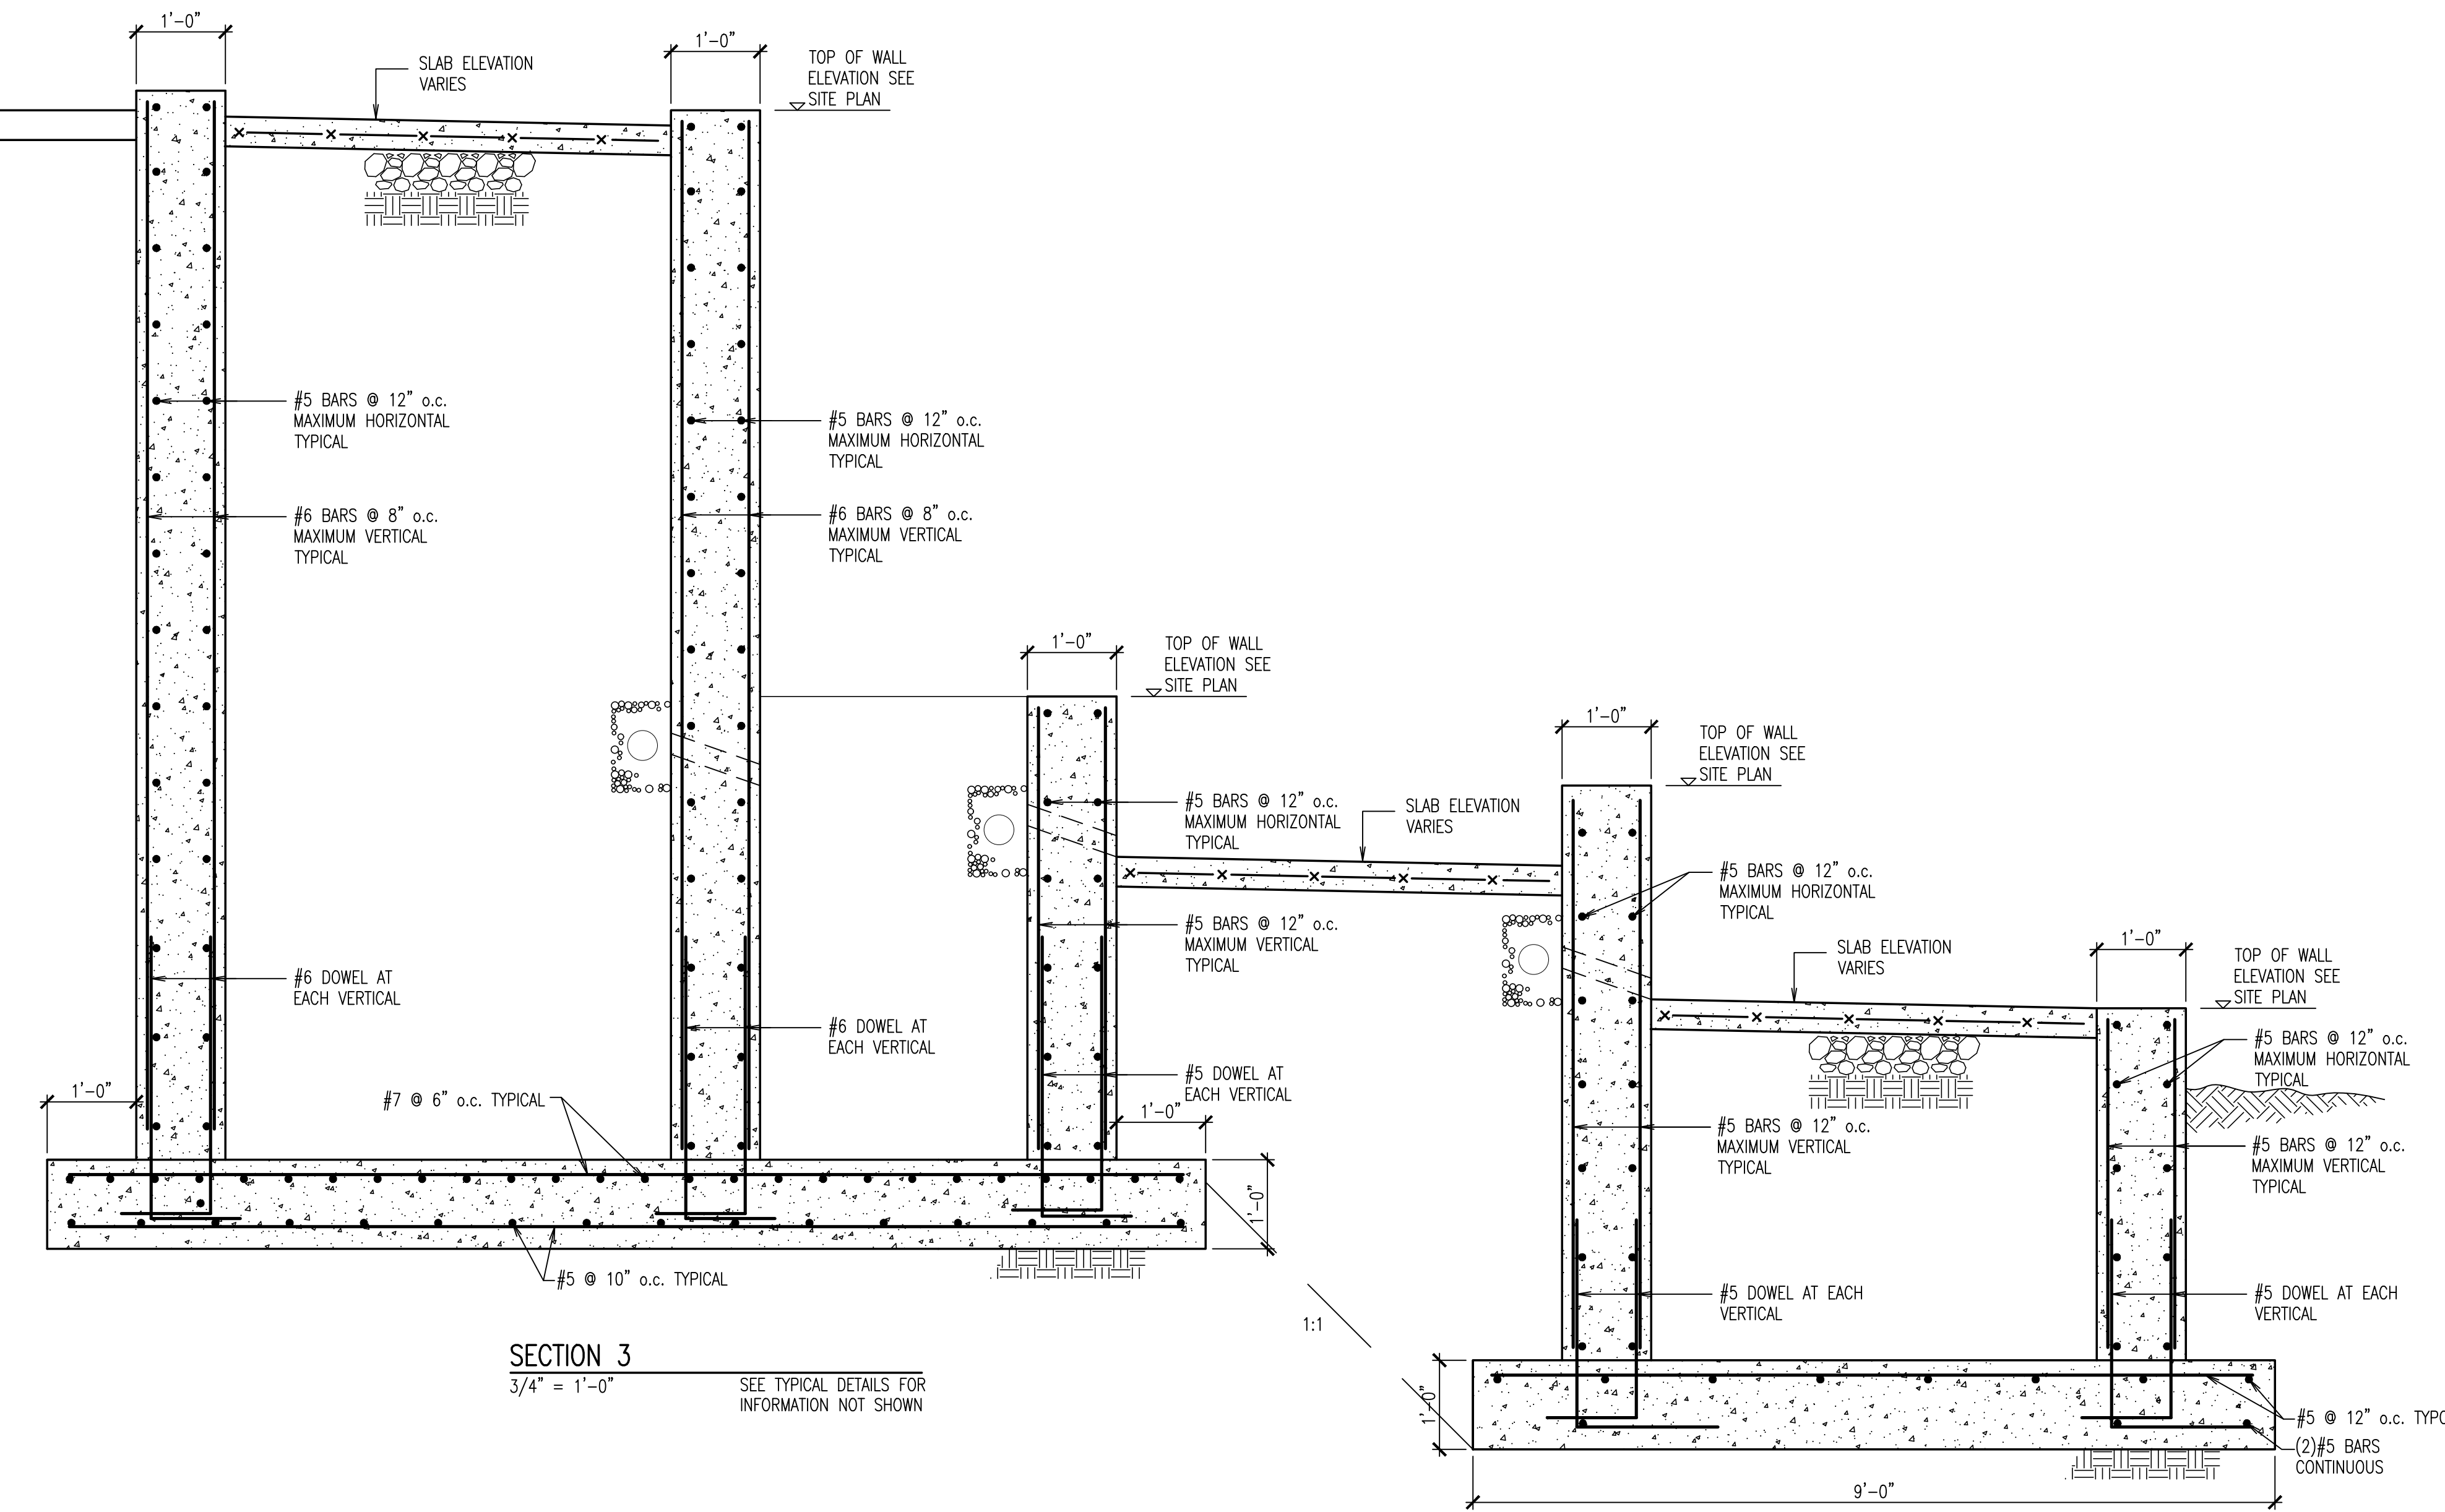 1'-0"
SLAB ELEVATION
VARIES
1'-0"
TOP OF WALL
ELEVATION SEE
SITE PLAN
#5 BARS @ 12" o.c.
MAXIMUM HORIZONTAL
TYPICAL
#6 BARS @ 8" o.c.
MAXIMUM VERTICAL
TYPICAL
#5 BARS @ 12" o.c.
MAXIMUM HORIZONTAL
TYPICAL
#6 BARS @ 8" o.c.
MAXIMUM VERTICAL
TYPICAL
1'-0"
TOP OF WALL
ELEVATION SEE
SITE PLAN
#5 BARS @ 12" o.c.
MAXIMUM HORIZONTAL
TYPICAL
#5 BARS @ 12" o.c.
MAXIMUM VERTICAL
TYPICAL
SLAB ELEVATION
VARIES
1'-0"
TOP OF WALL
ELEVATION SEE
SITE PLAN
#5 BARS @ 12" o.c.
MAXIMUM HORIZONTAL
TYPICAL
SLAB ELEVATION
VARIES
1'-0"
TOP OF WALL
ELEVATION SEE
SITE PLAN
#5 BARS @ 12" o.c.
MAXIMUM HORIZONTAL
TYPICAL
#6 DOWEL AT
EACH VERTICAL
#6 DOWEL AT
EACH VERTICAL
#5 DOWEL AT
EACH VERTICAL
1'-0"
#7 @ 6" o.c. TYPICAL
1'-0"
1'-0"
#5 BARS @ 12" o.c.
MAXIMUM VERTICAL
TYPICAL
#5 BARS @ 12" o.c.
MAXIMUM VERTICAL
TYPICAL
#5 @ 10" o.c. TYPICAL
#5 DOWEL AT EACH
VERTICAL
#5 DOWEL AT EACH
VERTICAL
1:1
SECTION 3
3/4" = 1'-0"
SEE TYPICAL DETAILS FOR
INFORMATION NOT SHOWN
1'-0"
#5 @ 12" o.c. TYP
(2)#5 BARS
CONTINUOUS
9'-0"